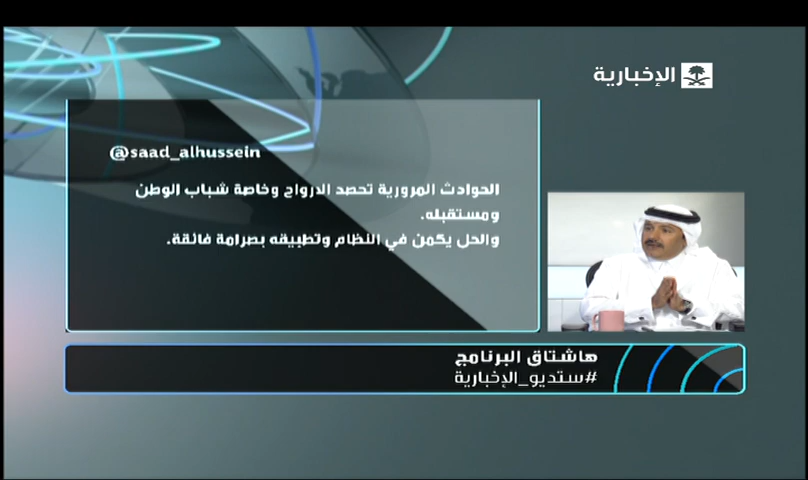 الإخبارية
@saad_alhussein
الحوادث المرورية تحصد الارواح وخاصة شباب الوطن
ومستقبله.
والحل يكمن في النظام وتطبيقه بصرامة فائقة.
هاشتاق البرنامج
#ستديو_الإخبارية